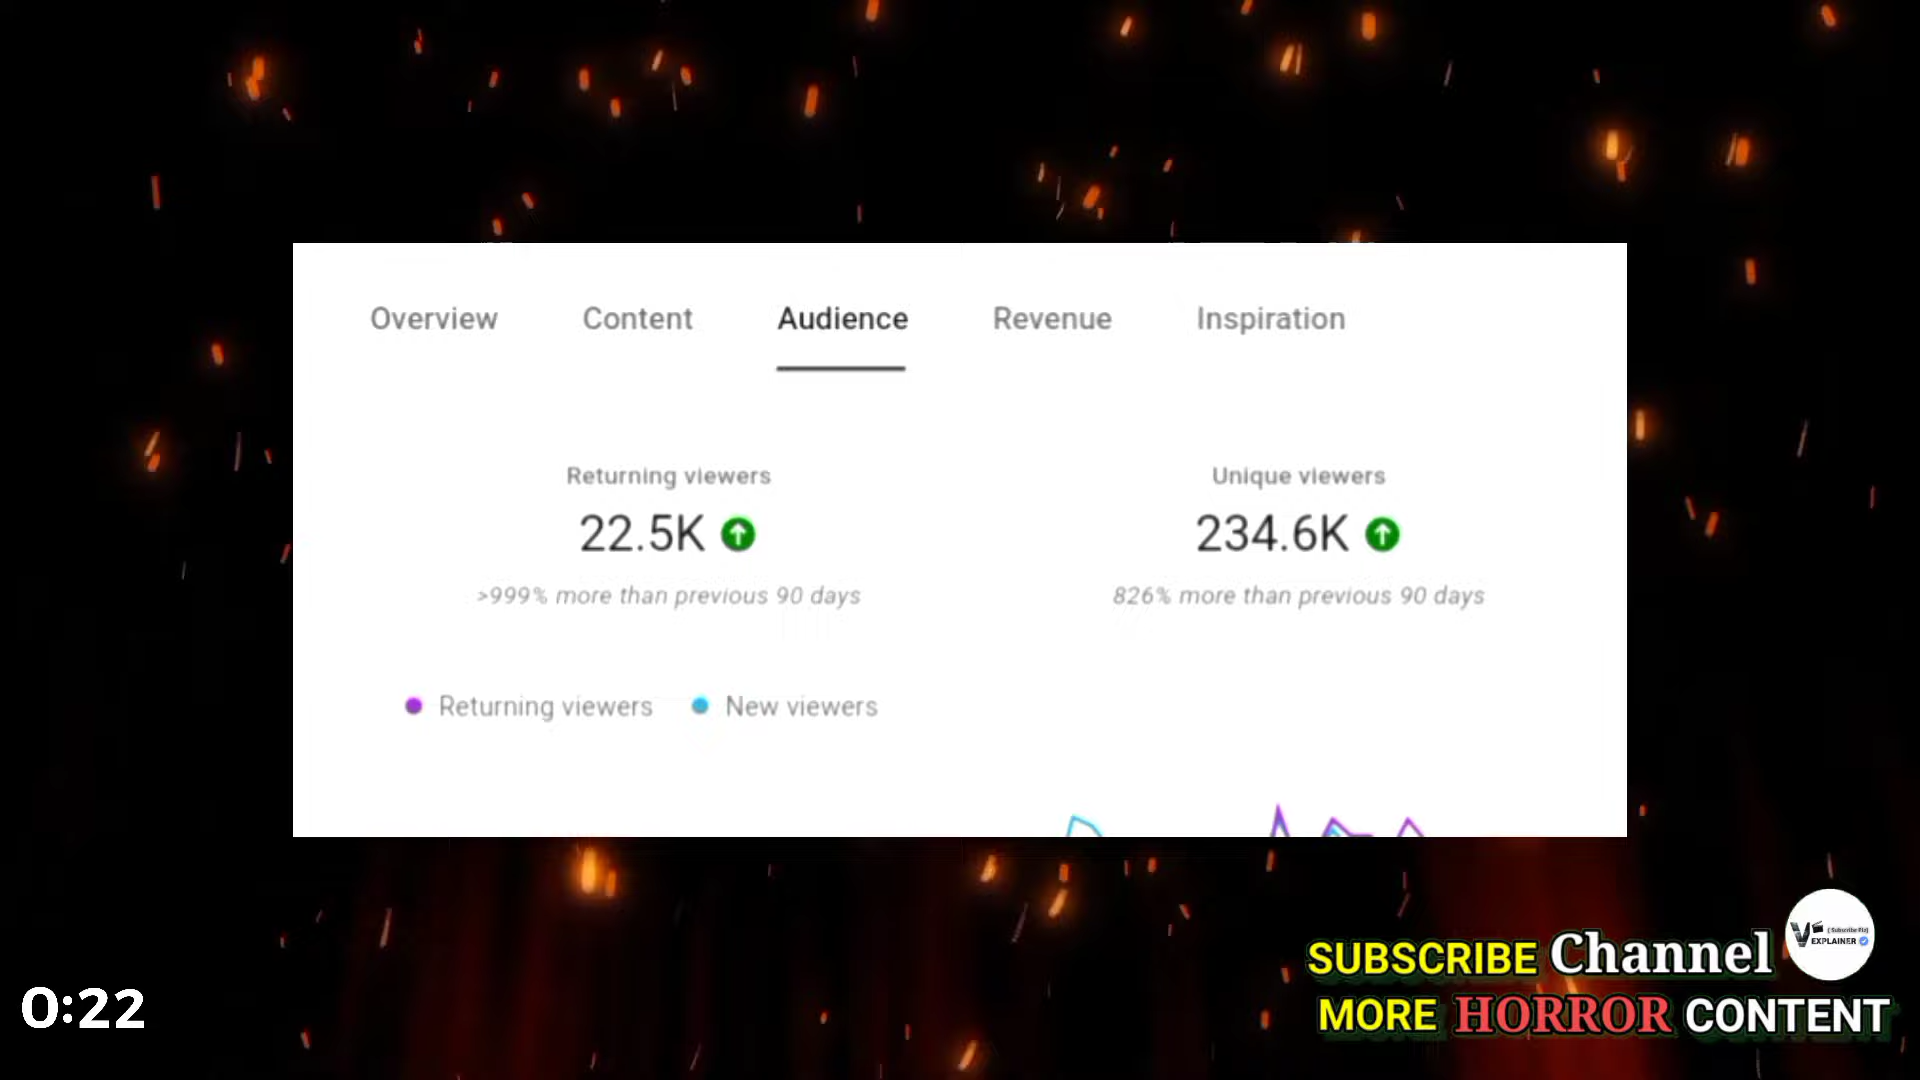 Overview Content Audience Revenue Inspiration
Returning viewers
22.5K
>999% more than previous 90 days
Unique viewers
234.6K
826% more than previous 90 days
Returning viewers New viewers
SUBSCRIBE Channel
MORE HORROR CONTENT
V EXPLAINER
0:22